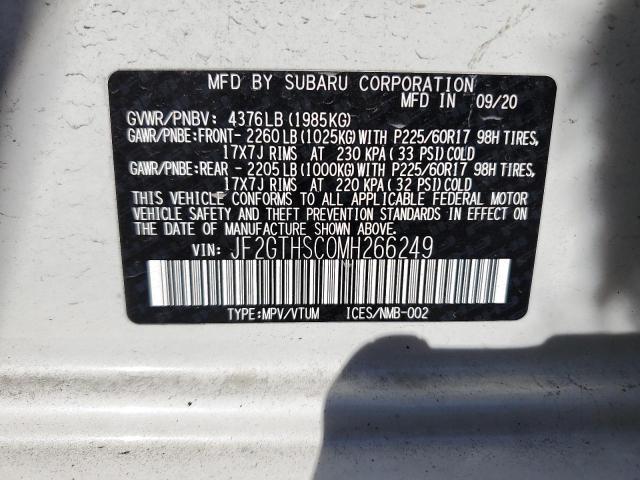 MFD BY SUBARU CORPORATION
MFD IN 09/20
GVWR/PNBV: 4376LB (1985KG)
GAWR/PNBE:FRONT- 2260LB (1025KG) WITH P225/60R17 98H TIRES,
17X7J RIMS AT 230 KPA (33 PSI) COLD
GAWR/PNBE:REAR - 2205LB (1000KG) WITH P225/60R17 98H TIRES,
17X7J RIMS AT 220 KPA (32 PSI) COLD
THIS VEHICLE CONFORMS TO ALL APPLICABLE FEDERAL MOTOR
VEHICLE SAFETY AND THEFT PREVENTION STANDARDS IN EFFECT ON
THE DATE OF MANUFACTURE SHOWN ABOVE.
VIN: JF2GTHSC0MH266249
TYPE:MPV/VTUM ICES/NMB-002